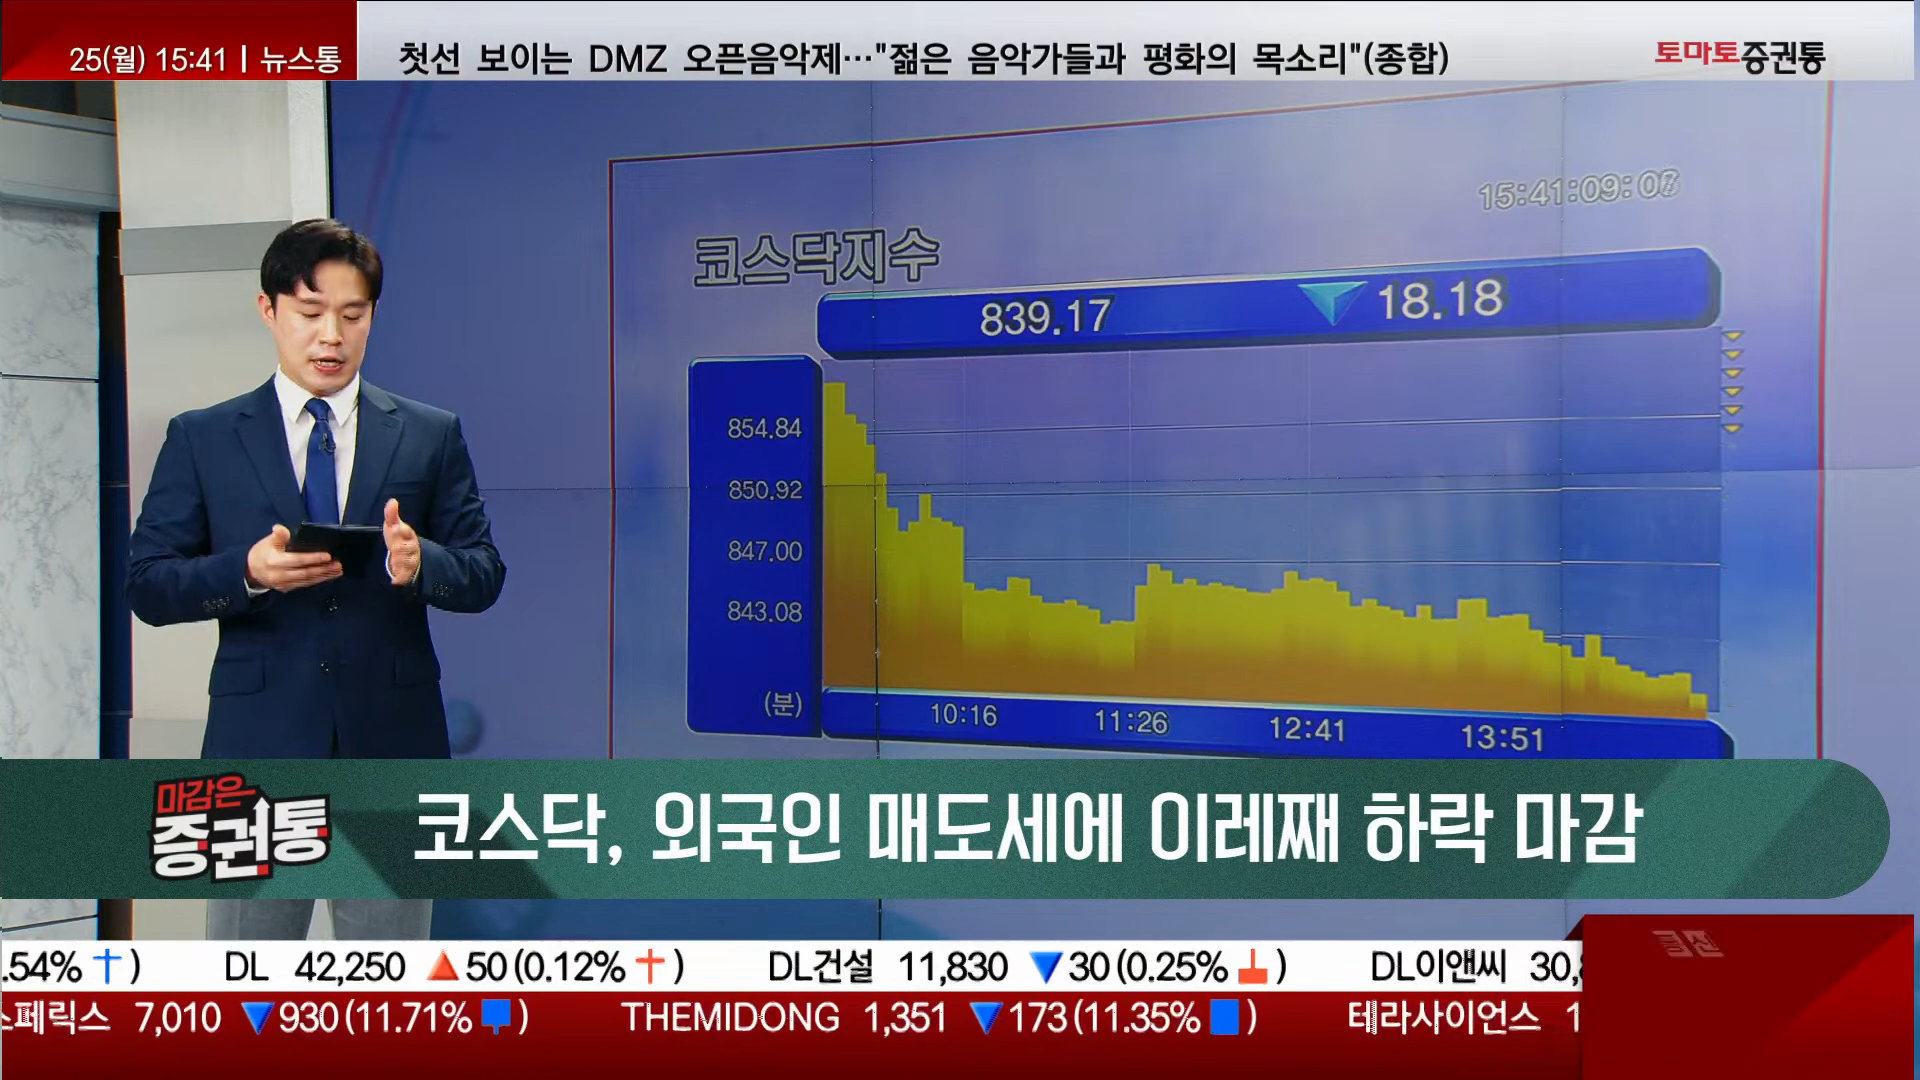 25(월) 15:41 | 뉴스통
첫선 보이는 DMZ 오픈음악제…"젊은 음악가들과 평화의 목소리"(종합)
토마토증권통
15:41:09:
코스닥지수
839.17 ▼ 18.18
854.84
850.92
847.00
843.08
(분)
10:16 11:26 12:41 13:51
마감은
증권통
코스닥, 외국인 매도세에 이레째 하락 마감
.54% ↑) DL 42,250 ▲50(0.12%↑) DL건설 11,830 ▼30(0.25%) DL이앤씨 30,
스페릭스 7,010 ▼930(11.71%) THEMIDONG 1,351 ▼173(11.35%) 테라사이언스 1